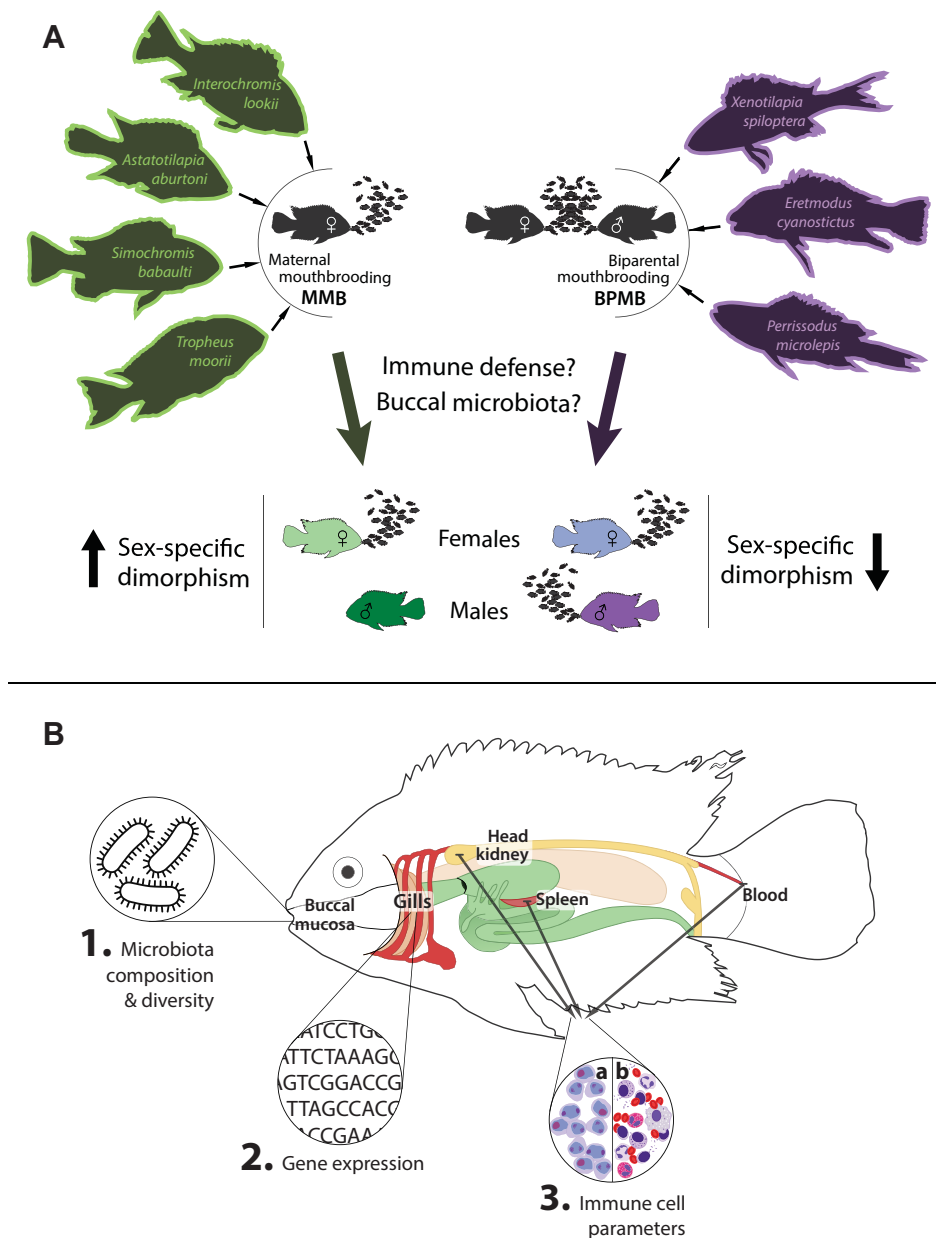 A
Interochromis
lookii
Astatotilapia
aburtoni
Simochromis
babaulti
Tropheus
moorii
♀
Maternal
mouthbrooding
MMB
♀
♂
Biparental
mouthbrooding
BPMB
Xenotilapia
spiloptera
Eretmodus
cyanostictus
Perrissodus
microlepis
Immune defense?
Buccal microbiota?
Sex-specific
dimorphism
♀
Females
♀
♂
Males
♂
Sex-specific
dimorphism
B
Head
kidney
Buccal
mucosa
Gills
Spleen
Blood
1. Microbiota
composition
& diversity
ATCCTG
ATTCTAAAGC
AGTCGGACCG
TTAGCCACC
ACCGAA
2. Gene expression
a b
3. Immune cell
parameters